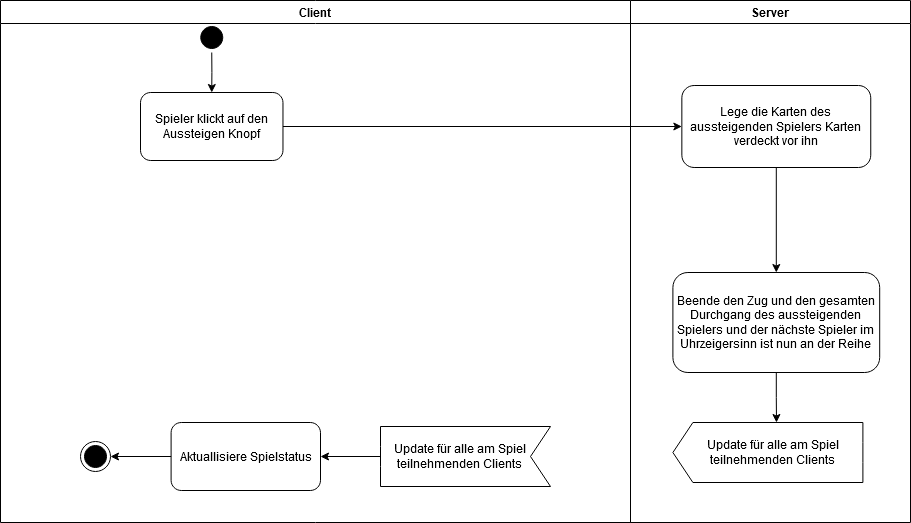 Client
Server
Spieler klickt auf den
Aussteigen Knopf
Lege die Karten des
aussteigenden Spielers Karten
verdeckt vor ihn
Beende den Zug und den gesamten
Durchgang des aussteigenden
Spielers und der nächste Spieler im
Uhrzeigersinn ist nun an der Reihe
Update für alle am Spiel
teilnehmenden Clients
Update für alle am Spiel
teilnehmenden Clients
Aktuallisiere Spielstatus